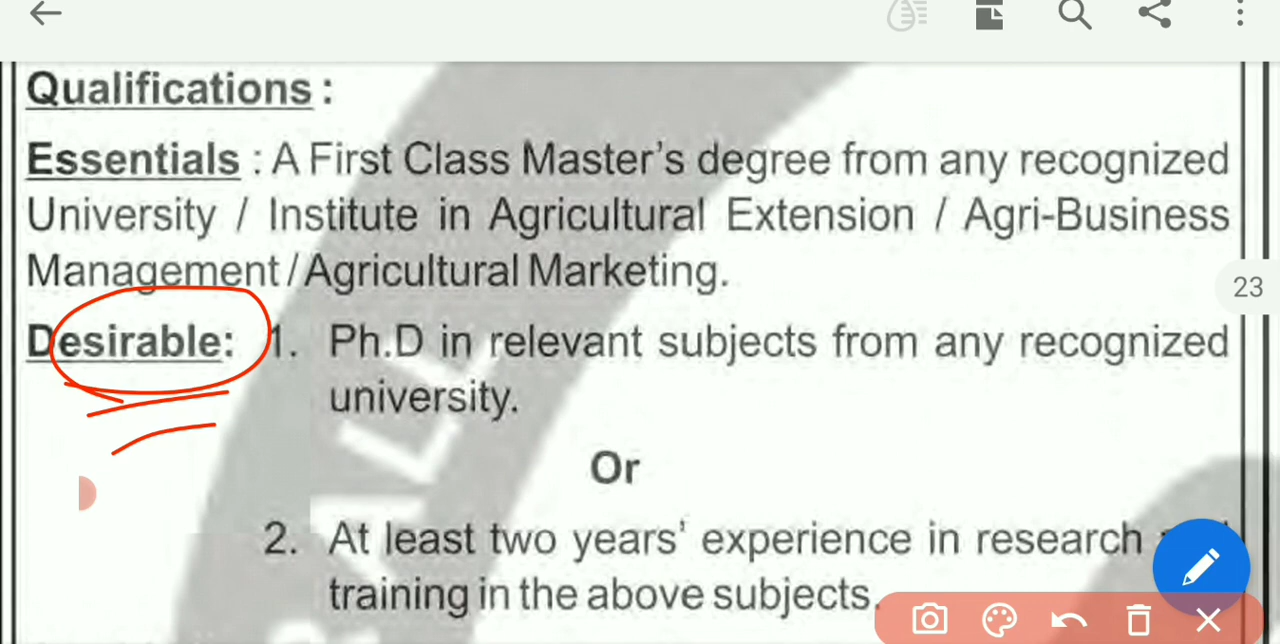 Qualifications :
Essentials : A First Class Master's degree from any recognized
University / Institute in Agricultural Extension / Agri-Business
Management / Agricultural Marketing.
23
Desirable: 1. Ph.D in relevant subjects from any recognized
university.
Or
2. At least two years' experience in research
training in the above subjects.
ALL